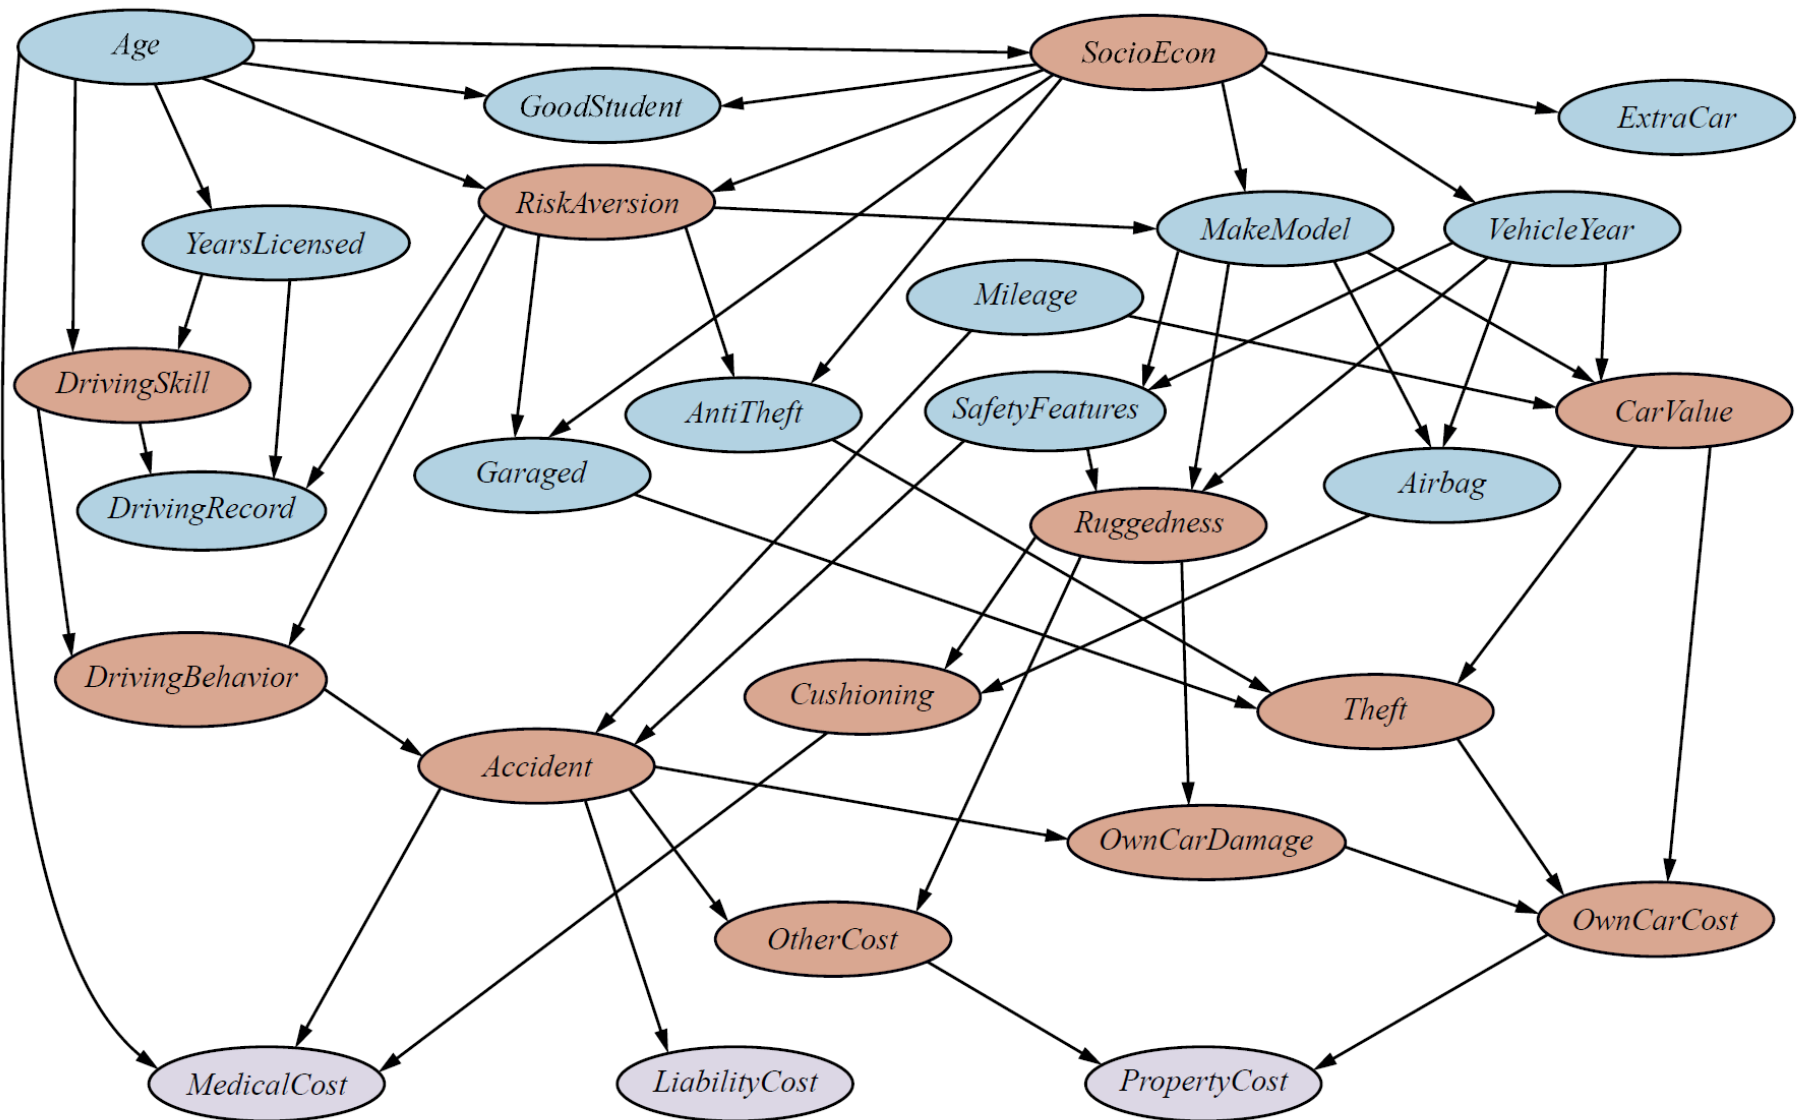 Age
SocioEcon
GoodStudent
ExtraCar
RiskAversion
YearsLicensed
MakeModel
VehicleYear
Mileage
DrivingSkill
AntiTheft
SafetyFeatures
CarValue
Garaged
Airbag
DrivingRecord
Ruggedness
DrivingBehavior
Cushioning
Theft
Accident
OwnCarDamage
OtherCost
OwnCarCost
MedicalCost
LiabilityCost
PropertyCost